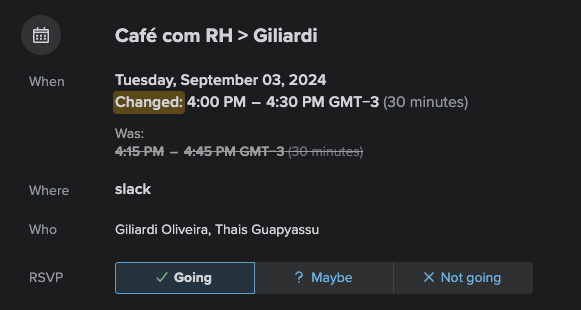 Café com RH > Giliardi
When
Tuesday, September 03, 2024
Changed: 4:00 PM – 4:30 PM GMT−3 (30 minutes)
Was:
4:15 PM – 4:45 PM GMT−3 (30 minutes)
Where
slack
Who
Giliardi Oliveira, Thais Guapyassu
RSVP
✓ Going
? Maybe
✕ Not going